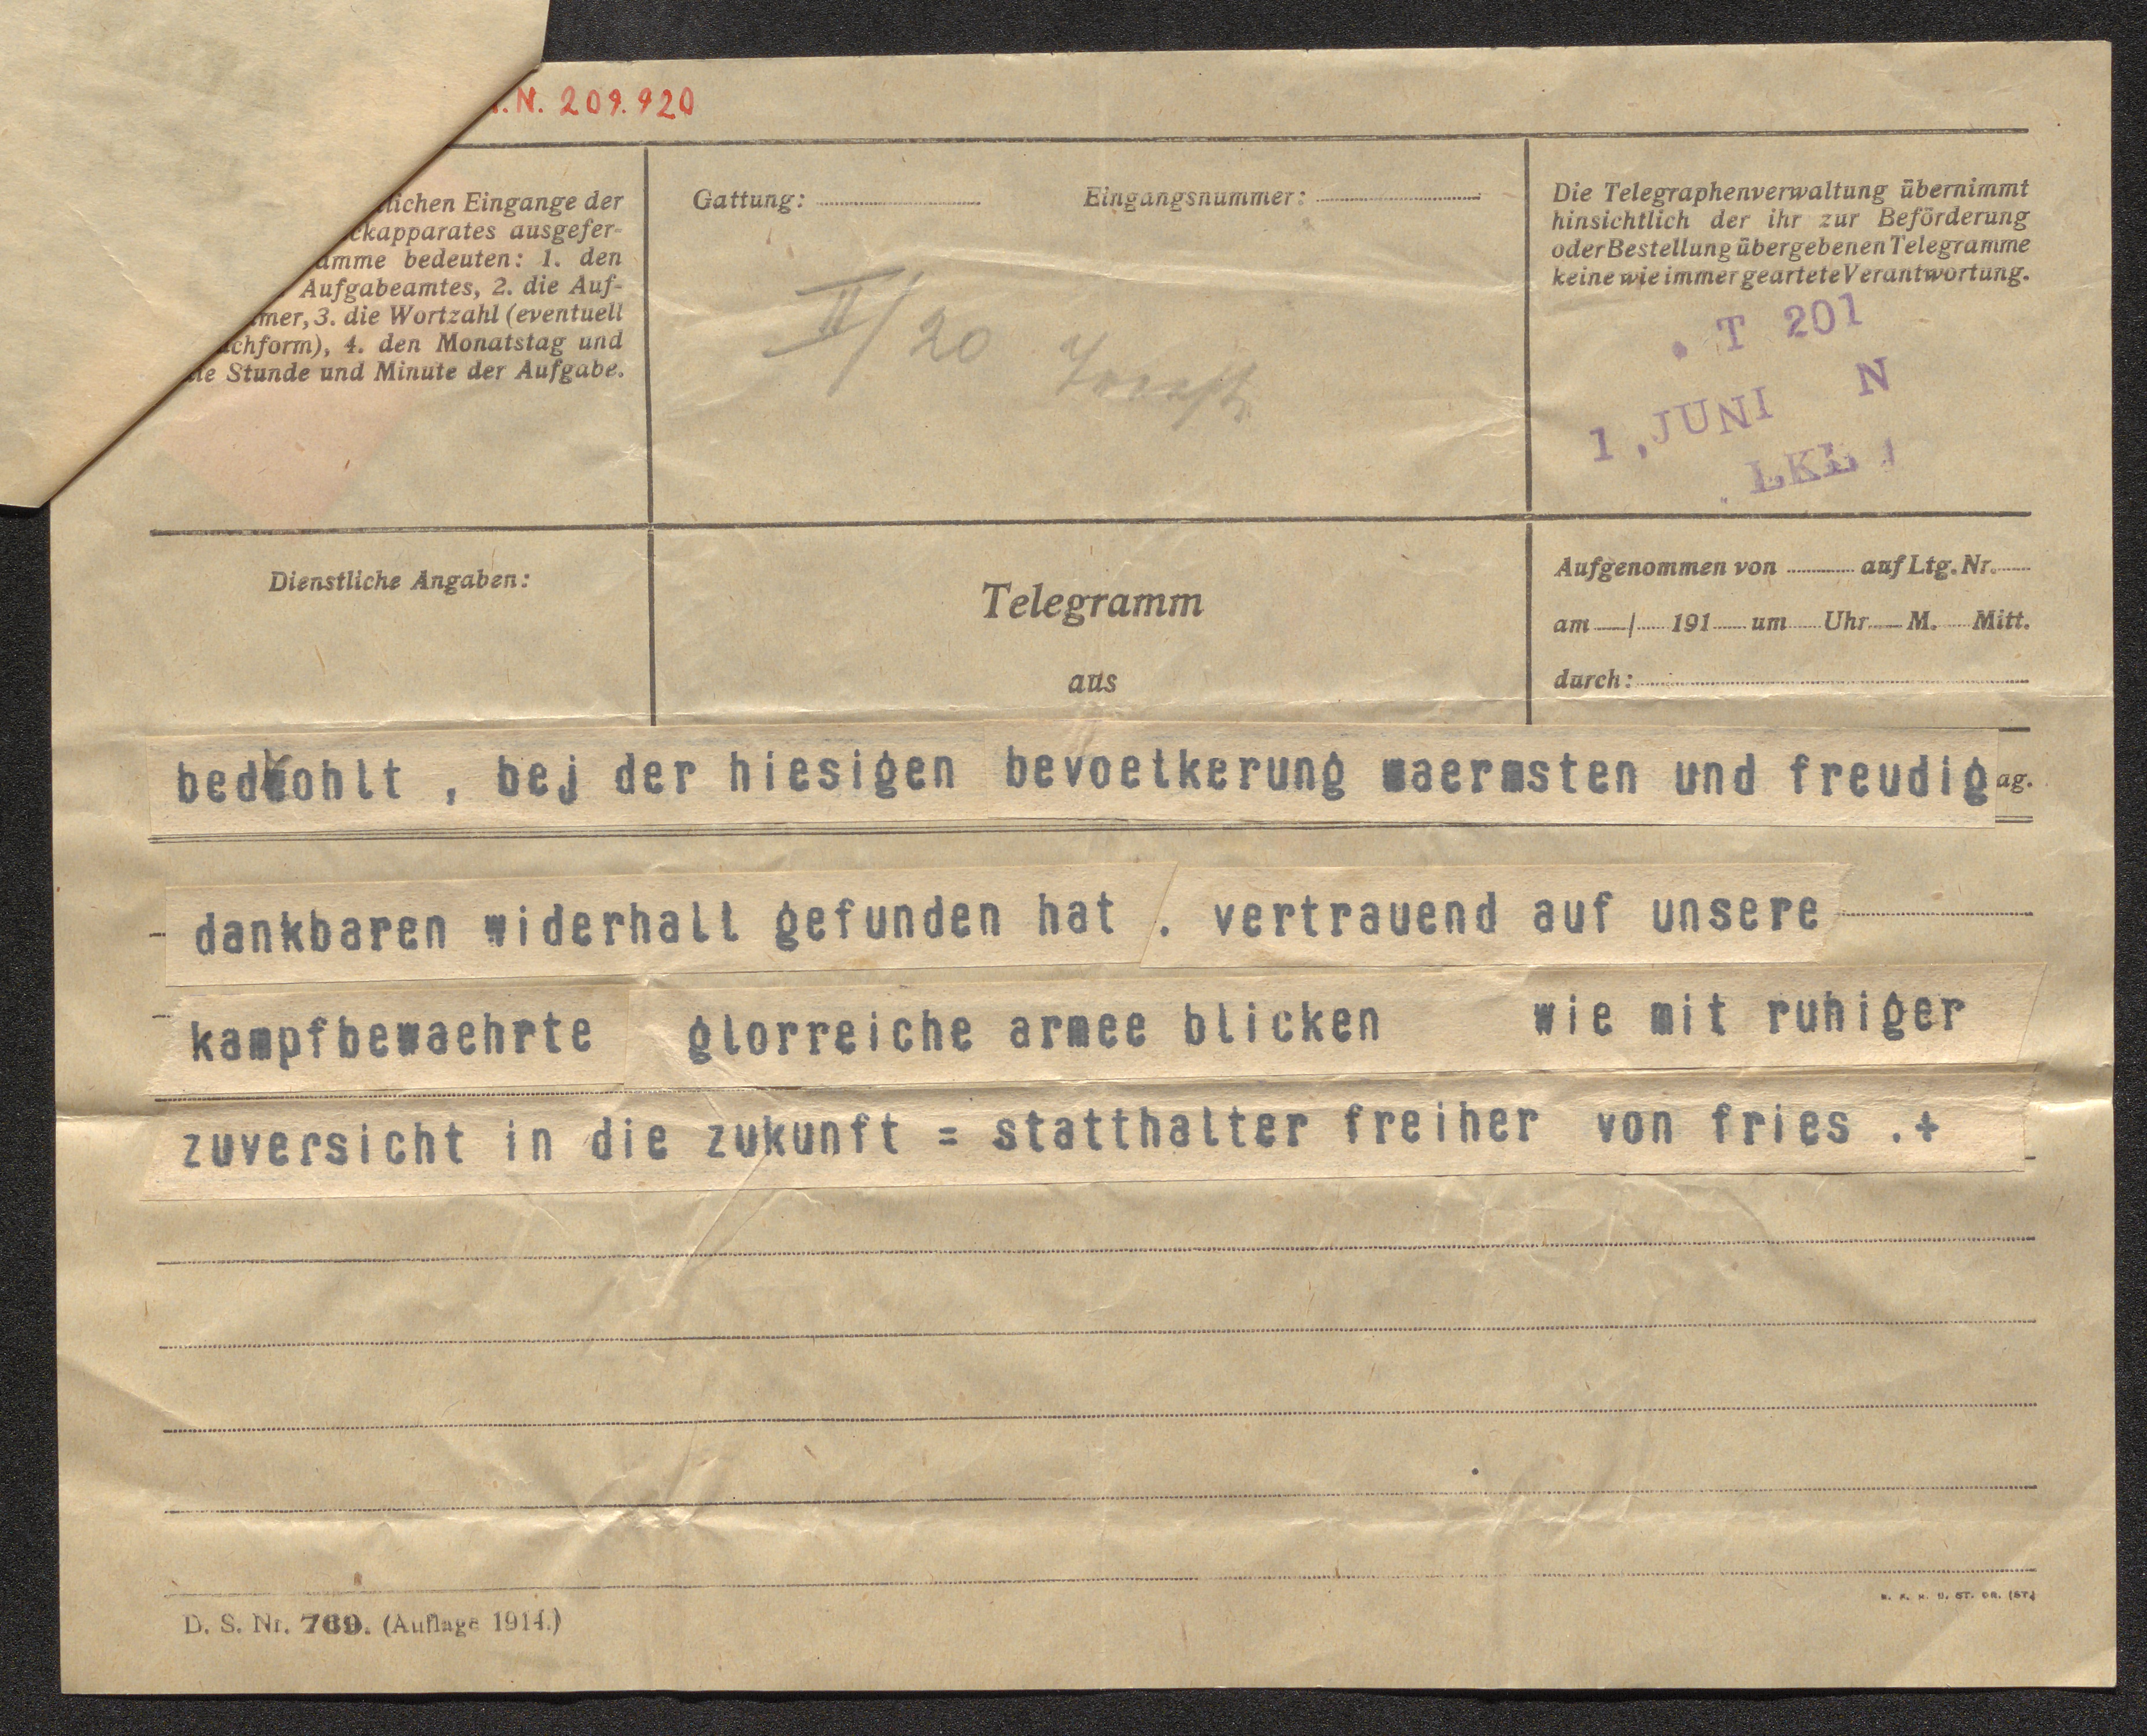 .N. 209.920
lichen Eingange der
ckapparates ausgefer-
amme bedeuten: 1. den
Aufgabeamtes, 2. die Auf-
mer, 3. die Wortzahl (eventuell
chform), 4. den Monatstag und
Stunde und Minute der Aufgabe.
Gattung: Eingangsnummer:
II/20
Die Telegraphenverwaltung übernimmt
hinsichtlich der ihr zur Beförderung
oder Bestellung übergebenen Telegramme
keine wie immer geartete Verantwortung.
. T 201
1, JUNI N
LKL
Dienstliche Angaben:
Telegramm
aus
Aufgenommen von auf Ltg. Nr.
am / 191 um Uhr M. Mitt.
durch:
, bej der hiesigen bevoelkerung waermsten und freudig ag.
dankbaren widerhall gefunden hat . vertrauend auf unsere
kampfbewaehrte glorreiche armee blicken wie mit ruhiger
zuversicht in die zukunft = statthalter freiher von fries .+
D. S. Nr. 769. (Auflage 1914.)